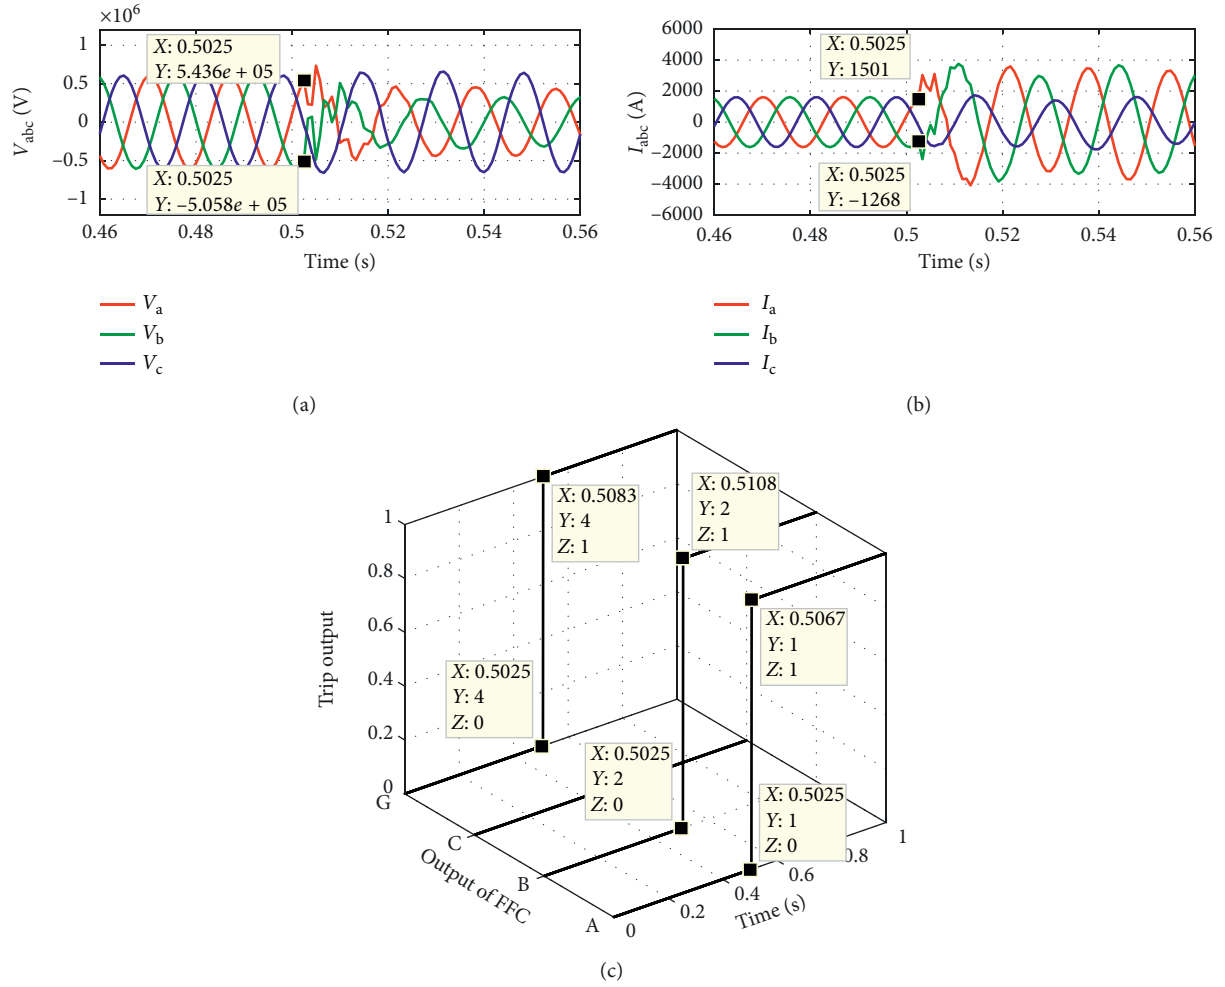 ×10⁶
1
0.5
0
−0.5
−1
V_abc (V)
X: 0.5025
Y: 5.436e + 05
X: 0.5025
Y: −5.058e + 05
0.46 0.48 0.5 0.52 0.54 0.56
Time (s)
V_a
V_b
V_c
(a)
6000
4000
2000
0
−2000
−4000
−6000
I_abc (A)
X: 0.5025
Y: 1501
X: 0.5025
Y: −1268
0.46 0.48 0.5 0.52 0.54 0.56
Time (s)
I_a
I_b
I_c
(b)
1
0.8
0.6
0.4
0.2
0
Trip output
X: 0.5083
Y: 4
Z: 1
X: 0.5108
Y: 2
Z: 1
X: 0.5067
Y: 1
Z: 1
X: 0.5025
Y: 4
Z: 0
X: 0.5025
Y: 2
Z: 0
X: 0.5025
Y: 1
Z: 0
G
C
B
A
Output of FFC
0 0.2 0.4 0.6 0.8 1
Time (s)
(c)